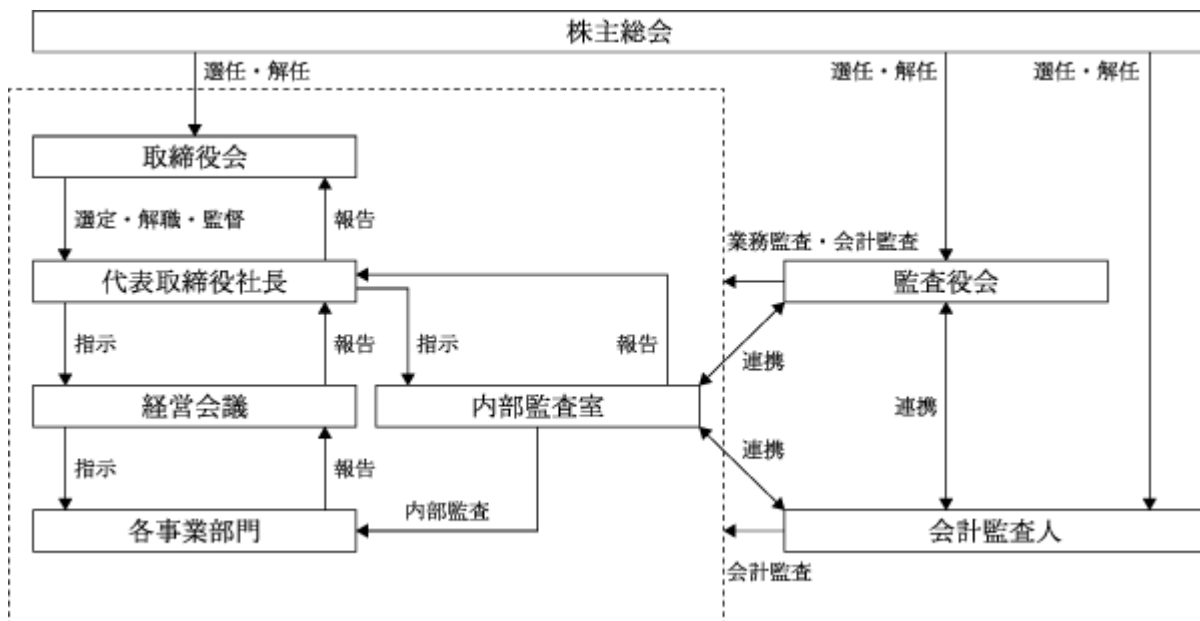 株主総会
選任・解任
選任・解任
選任・解任
取締役会
選定・解職・監督
報告
業務監査・会計監査
代表取締役社長
監査役会
指示
報告
指示
報告
連携
経営会議
内部監査室
連携
指示
報告
連携
内部監査
各事業部門
会計監査人
会計監査